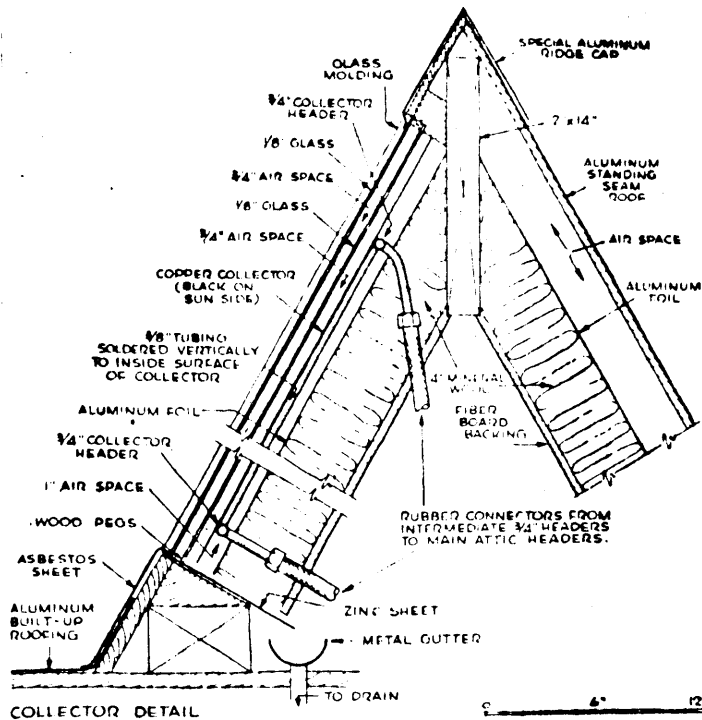 SPECIAL ALUMINUM
RIDGE CAP
GLASS
MOLDING
3/4" COLLECTOR
HEADER
1/8" GLASS
3/4" AIR SPACE
1/8" GLASS
3/4" AIR SPACE
COPPER COLLECTOR
(BLACK ON
SUN SIDE)
3/8" TUBING
SOLDERED VERTICALLY
TO INSIDE SURFACE
OF COLLECTOR
ALUMINUM FOIL
3/4" COLLECTOR
HEADER
1" AIR SPACE
WOOD PEGS
ASBESTOS
SHEET
ALUMINUM
BUILT-UP
ROOFING
2 x 14"
ALUMINUM
STANDING
SEAM
ROOF
AIR SPACE
ALUMINUM
FOIL
4" MINERAL
WOOL
FIBER
BOARD
BACKING
RUBBER CONNECTORS FROM
INTERMEDIATE 3/4" HEADERS
TO MAIN ATTIC HEADERS.
ZINC SHEET
METAL GUTTER
TO DRAIN
COLLECTOR DETAIL
0 6" 12